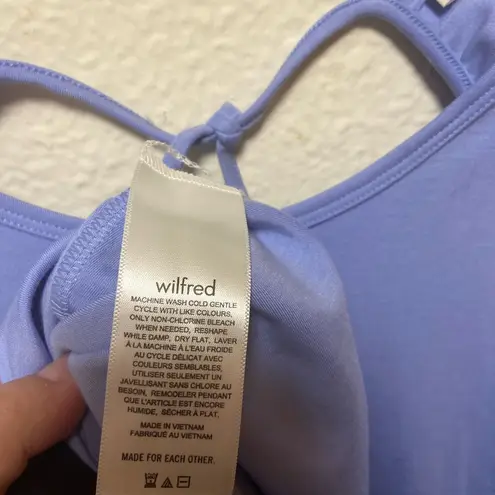 wilfred
MACHINE WASH COLD GENTLE
CYCLE WITH LIKE COLOURS,
ONLY NON-CHLORINE BLEACH
WHEN NEEDED, RESHAPE
WHILE DAMP, DRY FLAT. LAVER
À LA MACHINE À L'EAU FROIDE
AU CYCLE DÉLICAT AVEC
COULEURS SEMBLABLES,
UTILISER SEULEMENT UN
JAVELLISANT SANS CHLORE AU
BESOIN, REMODELER PENDANT
QUE L'ARTICLE EST ENCORE
HUMIDE, SÉCHER À PLAT.
MADE IN VIETNAM
FABRIQUÉ AU VIETNAM
MADE FOR EACH OTHER.